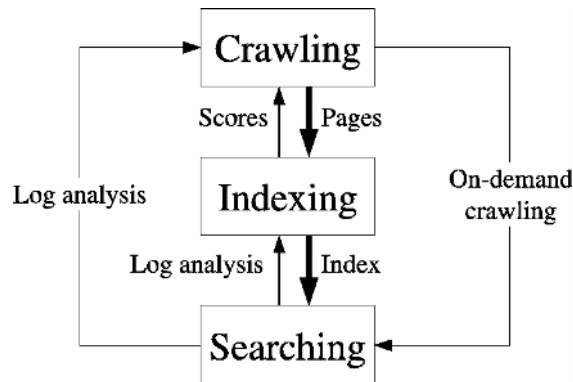 Crawling
Scores
Pages
Log analysis
Indexing
On-demand
crawling
Log analysis
Index
Searching